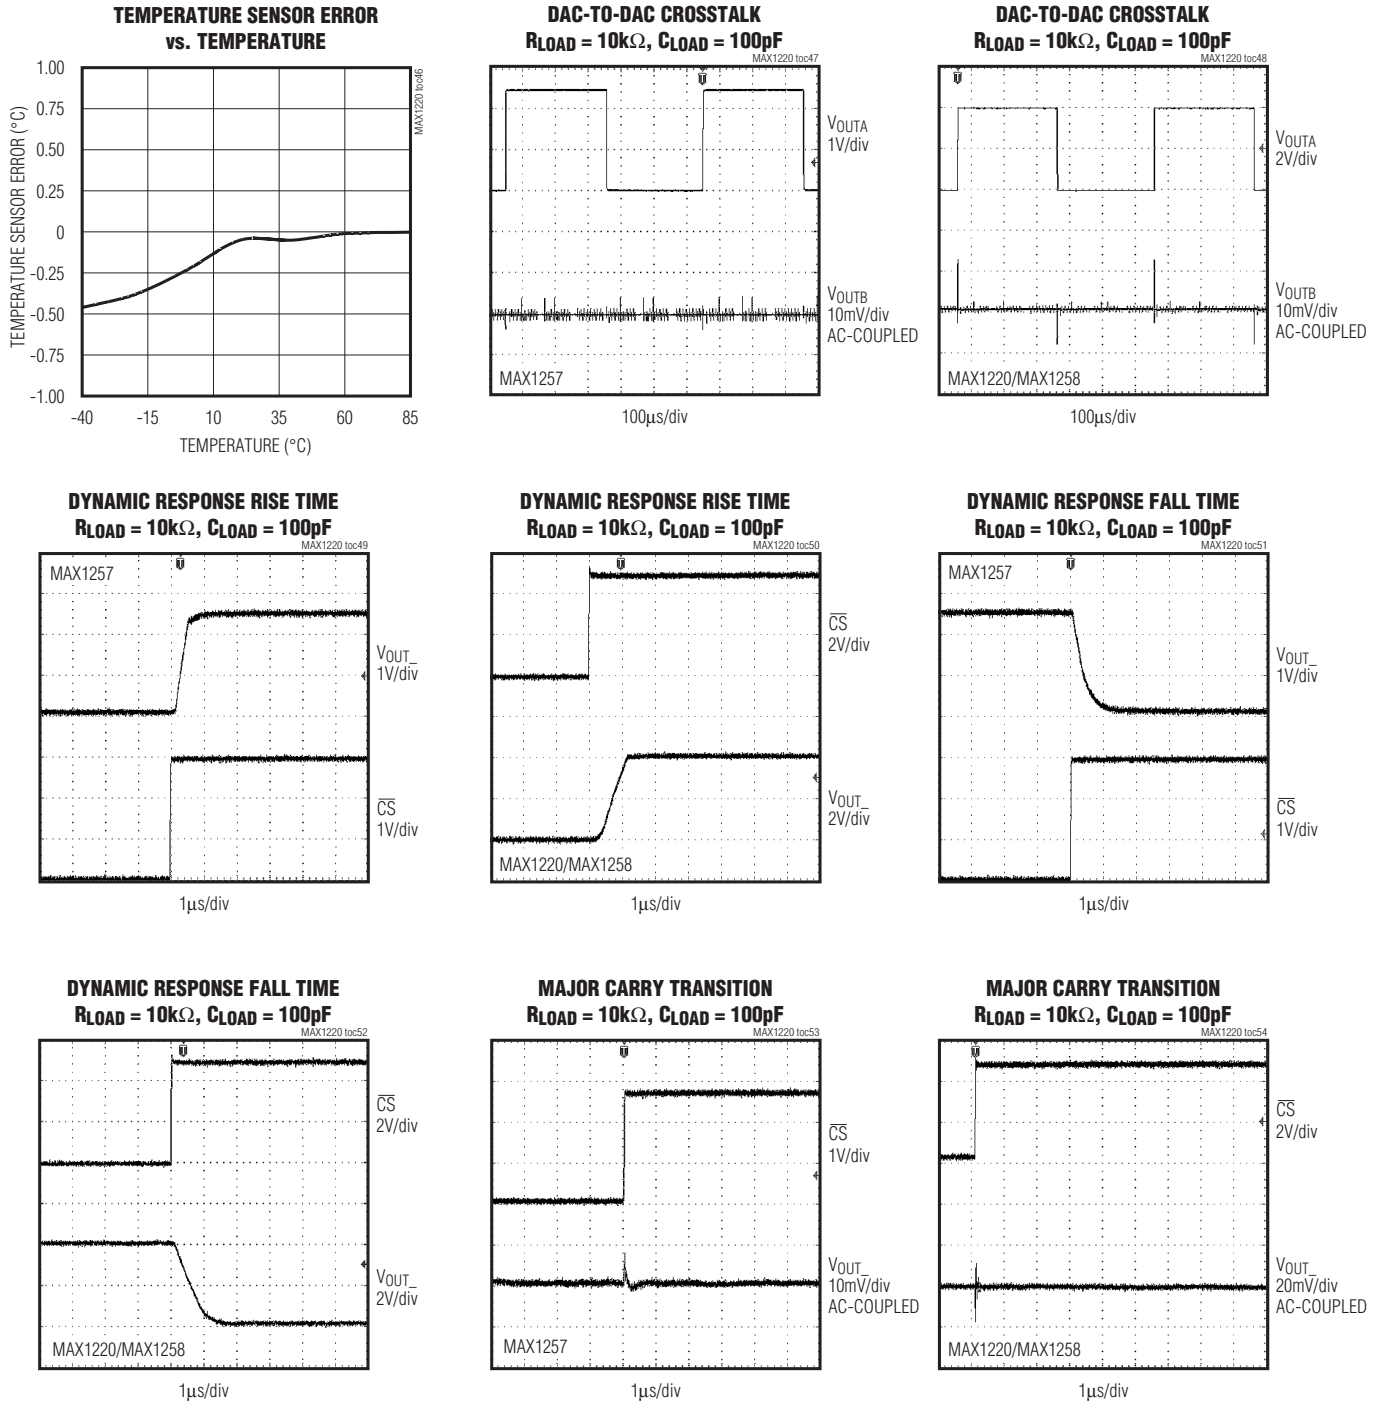 TEMPERATURE SENSOR ERROR
vs. TEMPERATURE
MAX1220 toc46
TEMPERATURE SENSOR ERROR (°C)
1.00
0.75
0.50
0.25
0
-0.25
-0.50
-0.75
-1.00
-40 -15 10 35 60 85
TEMPERATURE (°C)
DAC-TO-DAC CROSSTALK
RLOAD = 10kΩ, CLOAD = 100pF
MAX1220 toc47
VOUTA
1V/div
VOUTB
10mV/div
AC-COUPLED
MAX1257
100µs/div
DAC-TO-DAC CROSSTALK
RLOAD = 10kΩ, CLOAD = 100pF
MAX1220 toc48
VOUTA
2V/div
VOUTB
10mV/div
AC-COUPLED
MAX1220/MAX1258
100µs/div
DYNAMIC RESPONSE RISE TIME
RLOAD = 10kΩ, CLOAD = 100pF
MAX1220 toc49
MAX1257
VOUT_
1V/div
CS
1V/div
1µs/div
DYNAMIC RESPONSE RISE TIME
RLOAD = 10kΩ, CLOAD = 100pF
MAX1220 toc50
CS
2V/div
VOUT_
2V/div
MAX1220/MAX1258
1µs/div
DYNAMIC RESPONSE FALL TIME
RLOAD = 10kΩ, CLOAD = 100pF
MAX1220 toc51
MAX1257
VOUT_
1V/div
CS
1V/div
1µs/div
DYNAMIC RESPONSE FALL TIME
RLOAD = 10kΩ, CLOAD = 100pF
MAX1220 toc52
CS
2V/div
VOUT_
2V/div
MAX1220/MAX1258
1µs/div
MAJOR CARRY TRANSITION
RLOAD = 10kΩ, CLOAD = 100pF
MAX1220 toc53
CS
1V/div
VOUT_
10mV/div
AC-COUPLED
MAX1257
1µs/div
MAJOR CARRY TRANSITION
RLOAD = 10kΩ, CLOAD = 100pF
MAX1220 toc54
CS
2V/div
VOUT_
20mV/div
AC-COUPLED
MAX1220/MAX1258
1µs/div